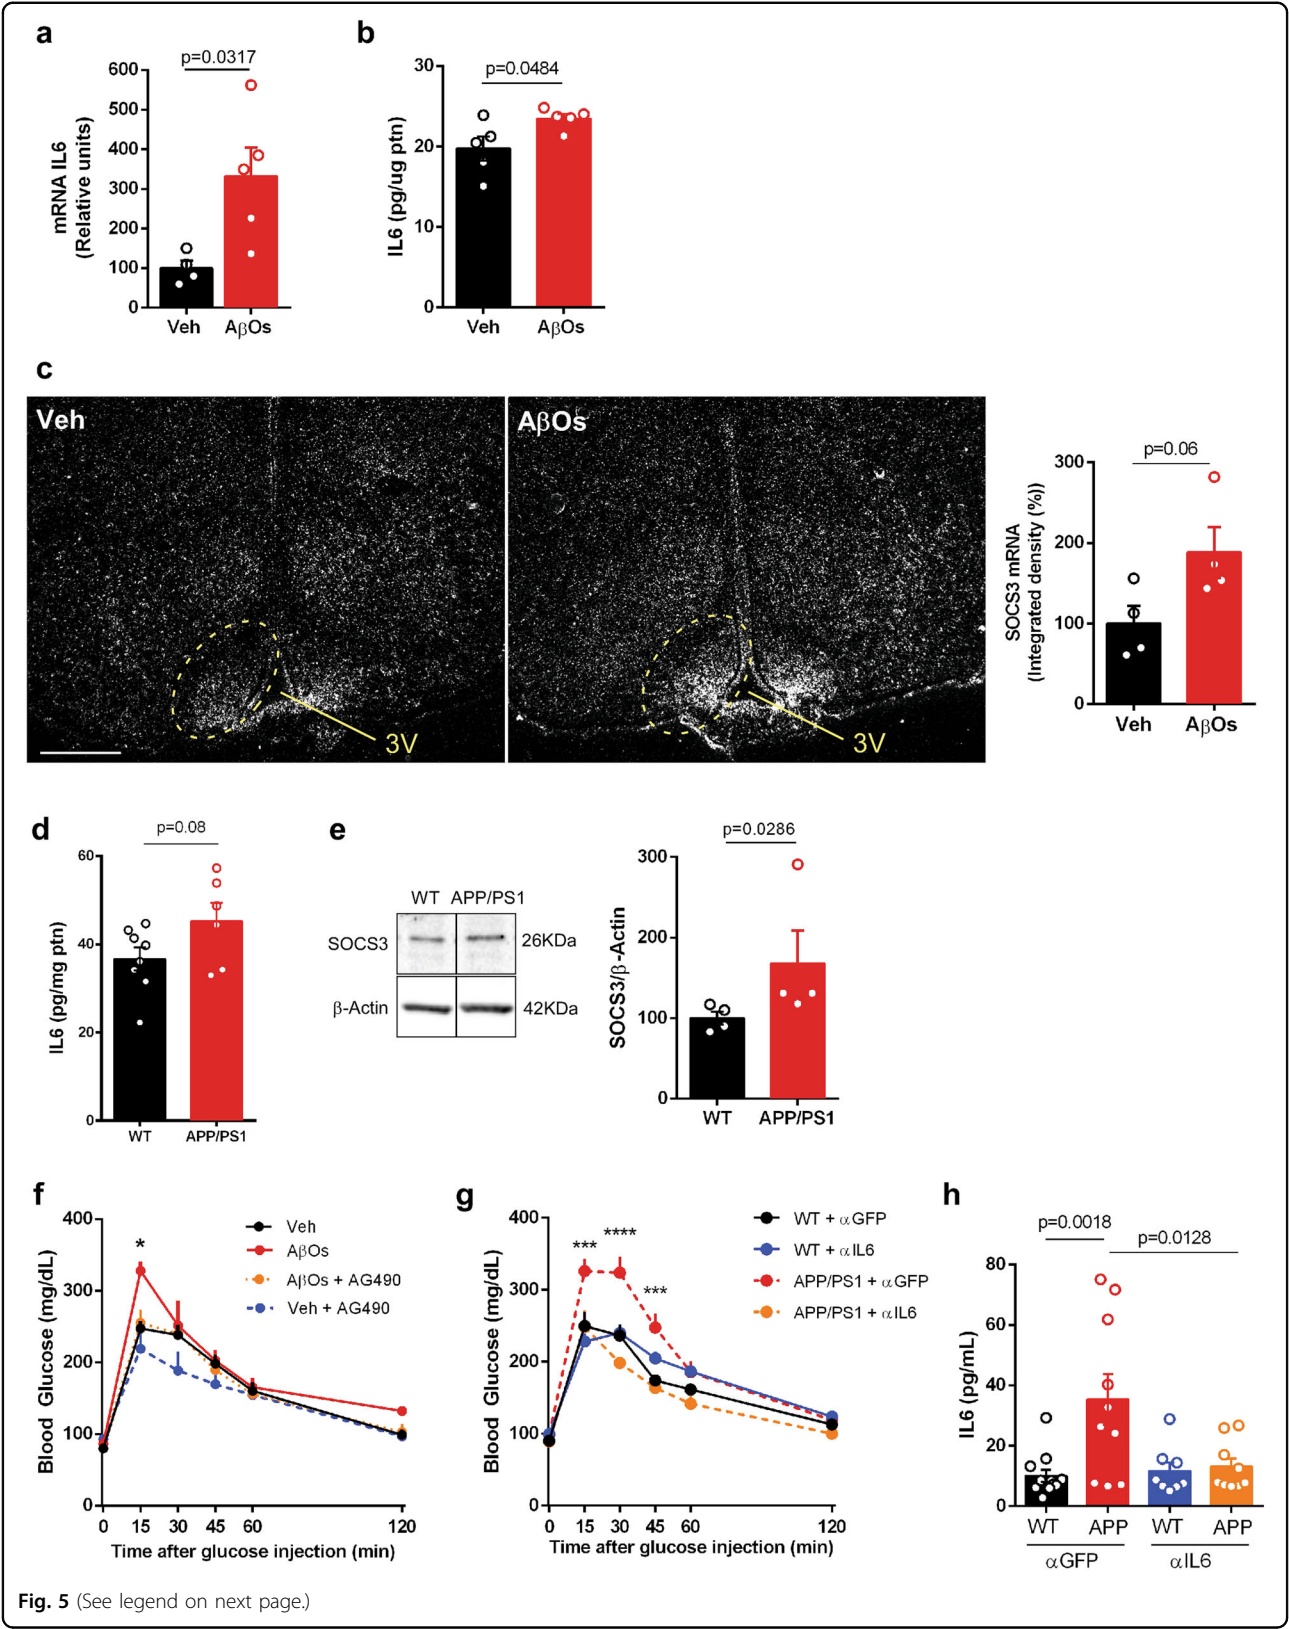 a
p=0.0317
mRNA IL6
(Relative units)
600
500
400
300
200
100
0
Veh
AβOs
b
p=0.0484
IL6 (pg/ug ptn)
30
20
10
0
Veh
AβOs
c
Veh
3V
AβOs
3V
p=0.06
SOCS3 mRNA
(Integrated density (%))
300
200
100
0
Veh
AβOs
d
p=0.08
IL6 (pg/mg ptn)
60
40
20
0
WT
APP/PS1
e
WT APP/PS1
SOCS3
26KDa
β-Actin
42KDa
p=0.0286
SOCS3/β-Actin
300
200
100
0
WT
APP/PS1
f
Blood Glucose (mg/dL)
400
300
200
100
0
*
Veh
AβOs
AβOs + AG490
Veh + AG490
0 15 30 45 60 120
Time after glucose injection (min)
g
Blood Glucose (mg/dL)
400
300
200
100
0
***
****
***
WT + αGFP
WT + αIL6
APP/PS1 + αGFP
APP/PS1 + αIL6
0 15 30 45 60 120
Time after glucose injection (min)
h
p=0.0018
p=0.0128
IL6 (pg/mL)
80
60
40
20
0
WT APP WT APP
αGFP αIL6
Fig. 5 (See legend on next page.)